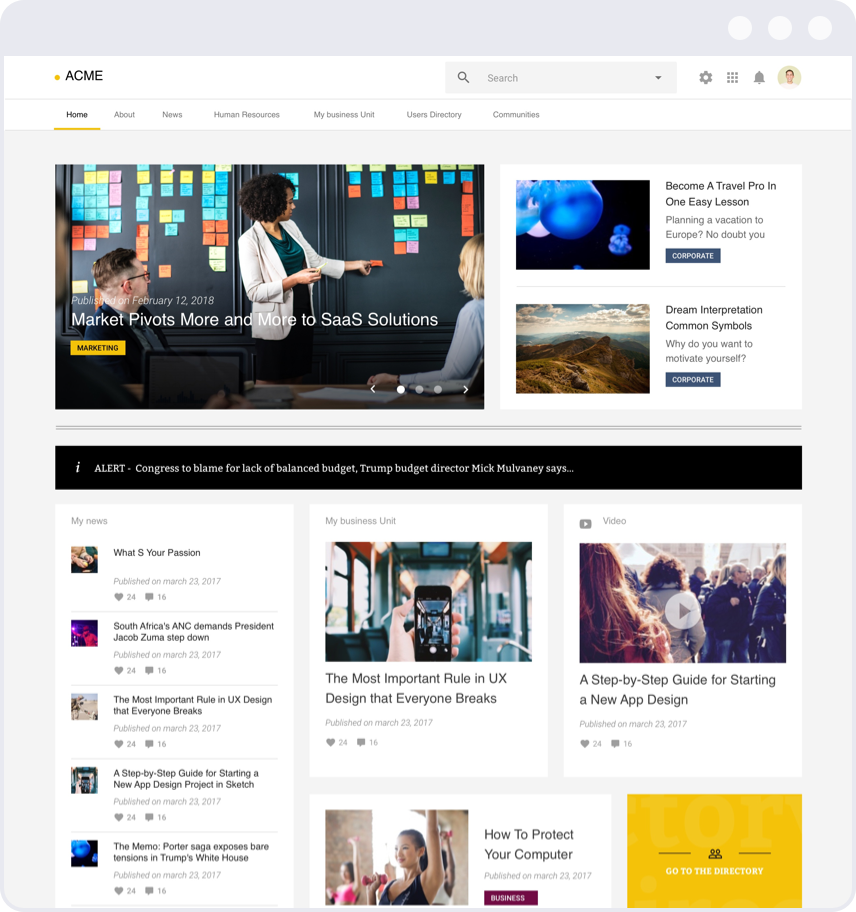 ACME
Search
Home
About
News
Human Resources
My business Unit
Users Directory
Communities
Published on February 12, 2018
Market Pivots More and More to SaaS Solutions
MARKETING
Become A Travel Pro In
One Easy Lesson
Planning a vacation to
Europe? No doubt you
CORPORATE
Dream Interpretation
Common Symbols
Why do you want to
motivate yourself?
CORPORATE
i ALERT - Congress to blame for lack of balanced budget, Trump budget director Mick Mulvaney says...
My news
What S Your Passion
Published on march 23, 2017
24 16
South Africa's ANC demands President
Jacob Zuma step down
Published on march 23, 2017
24 16
The Most Important Rule in UX Design
that Everyone Breaks
Published on march 23, 2017
24 16
A Step-by-Step Guide for Starting a
New App Design Project in Sketch
Published on march 23, 2017
24 16
The Memo: Porter saga exposes bare
tensions in Trump's White House
Published on march 23, 2017
24 16
My business Unit
The Most Important Rule in UX
Design that Everyone Breaks
Published on march 23, 2017
24 16
Video
A Step-by-Step Guide for Starting
a New App Design
Published on march 23, 2017
24 16
How To Protect
Your Computer
Published on march 23, 2017
BUSINESS
GO TO THE DIRECTORY